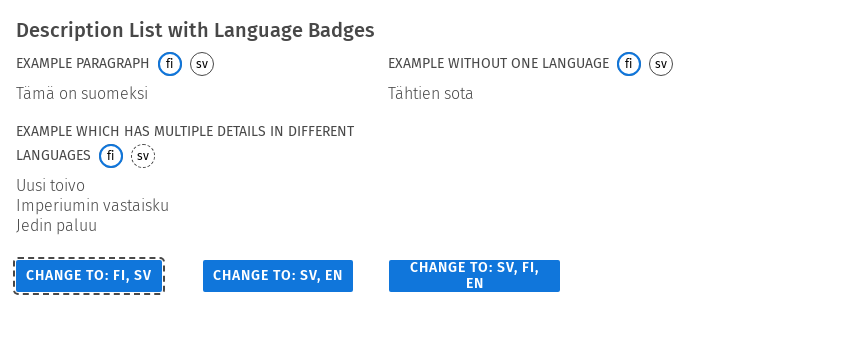 Description List with Language Badges
EXAMPLE PARAGRAPH fi sv
Tämä on suomeksi
EXAMPLE WITHOUT ONE LANGUAGE fi sv
Tähtien sota
EXAMPLE WHICH HAS MULTIPLE DETAILS IN DIFFERENT
LANGUAGES fi sv
Uusi toivo
Imperiumin vastaisku
Jedin paluu
CHANGE TO: FI, SV
CHANGE TO: SV, EN
CHANGE TO: SV, FI,
EN